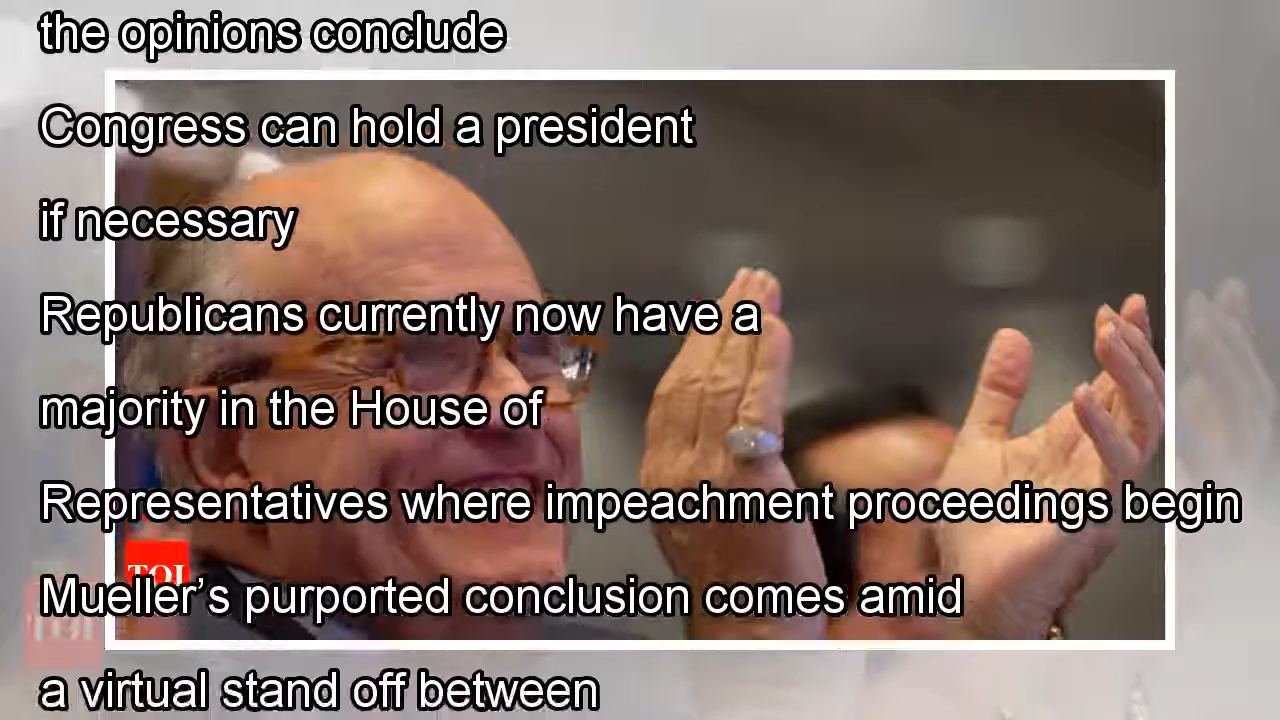 the opinions conclude
Congress can hold a president
if necessary
Republicans currently now have a
majority in the House of
Representatives where impeachment proceedings begin
TOI
Mueller’s purported conclusion comes amid
a virtual stand off between